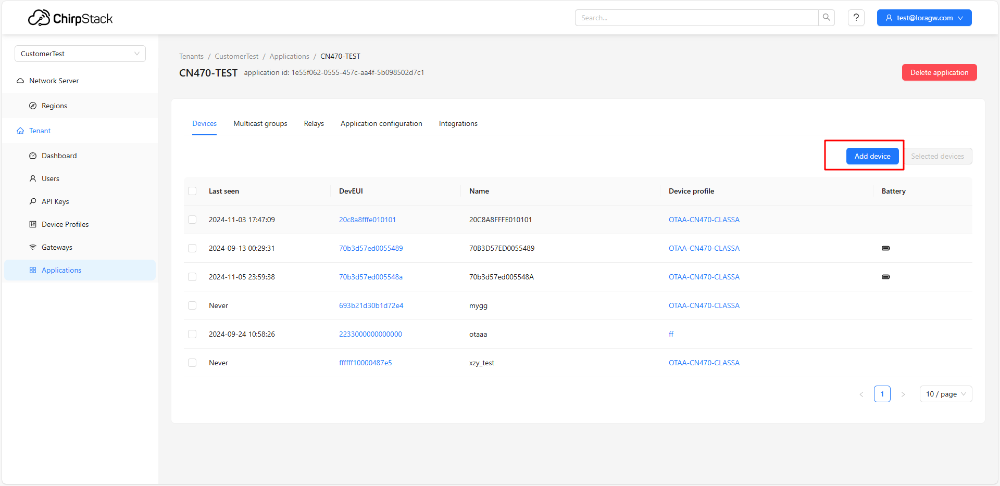 ChirpStack
Search...
?
test@loragw.com
CustomerTest
Network Server
Regions
Tenant
Dashboard
Users
API Keys
Device Profiles
Gateways
Applications
Tenants / CustomerTest / Applications / CN470-TEST
CN470-TEST application id: 1e55f062-0555-457c-aa4f-5b098502d7c1
Delete application
Devices Multicast groups Relays Application configuration Integrations
Add device Selected devices
Last seen DevEUI Name Device profile Battery
2024-11-03 17:47:09 20c8a8fffe010101 20C8A8FFFE010101 OTAA-CN470-CLASSA
2024-09-13 00:29:31 70b3d57ed0055489 70B3D57ED0055489 OTAA-CN470-CLASSA
2024-11-05 23:59:38 70b3d57ed005548a 70b3d57ed005548A OTAA-CN470-CLASSA
Never 693b21d30b1d72e4 mygg OTAA-CN470-CLASSA
2024-09-24 10:58:26 2233000000000000 otaaa ff
Never ffffff10000487e5 xzy_test OTAA-CN470-CLASSA
< 1 > 10 / page